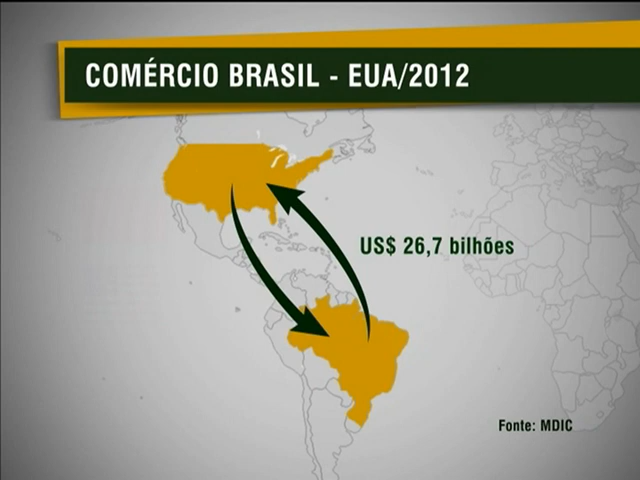 COMÉRCIO BRASIL - EUA/2012
US$ 26,7 bilhões
Fonte: MDIC